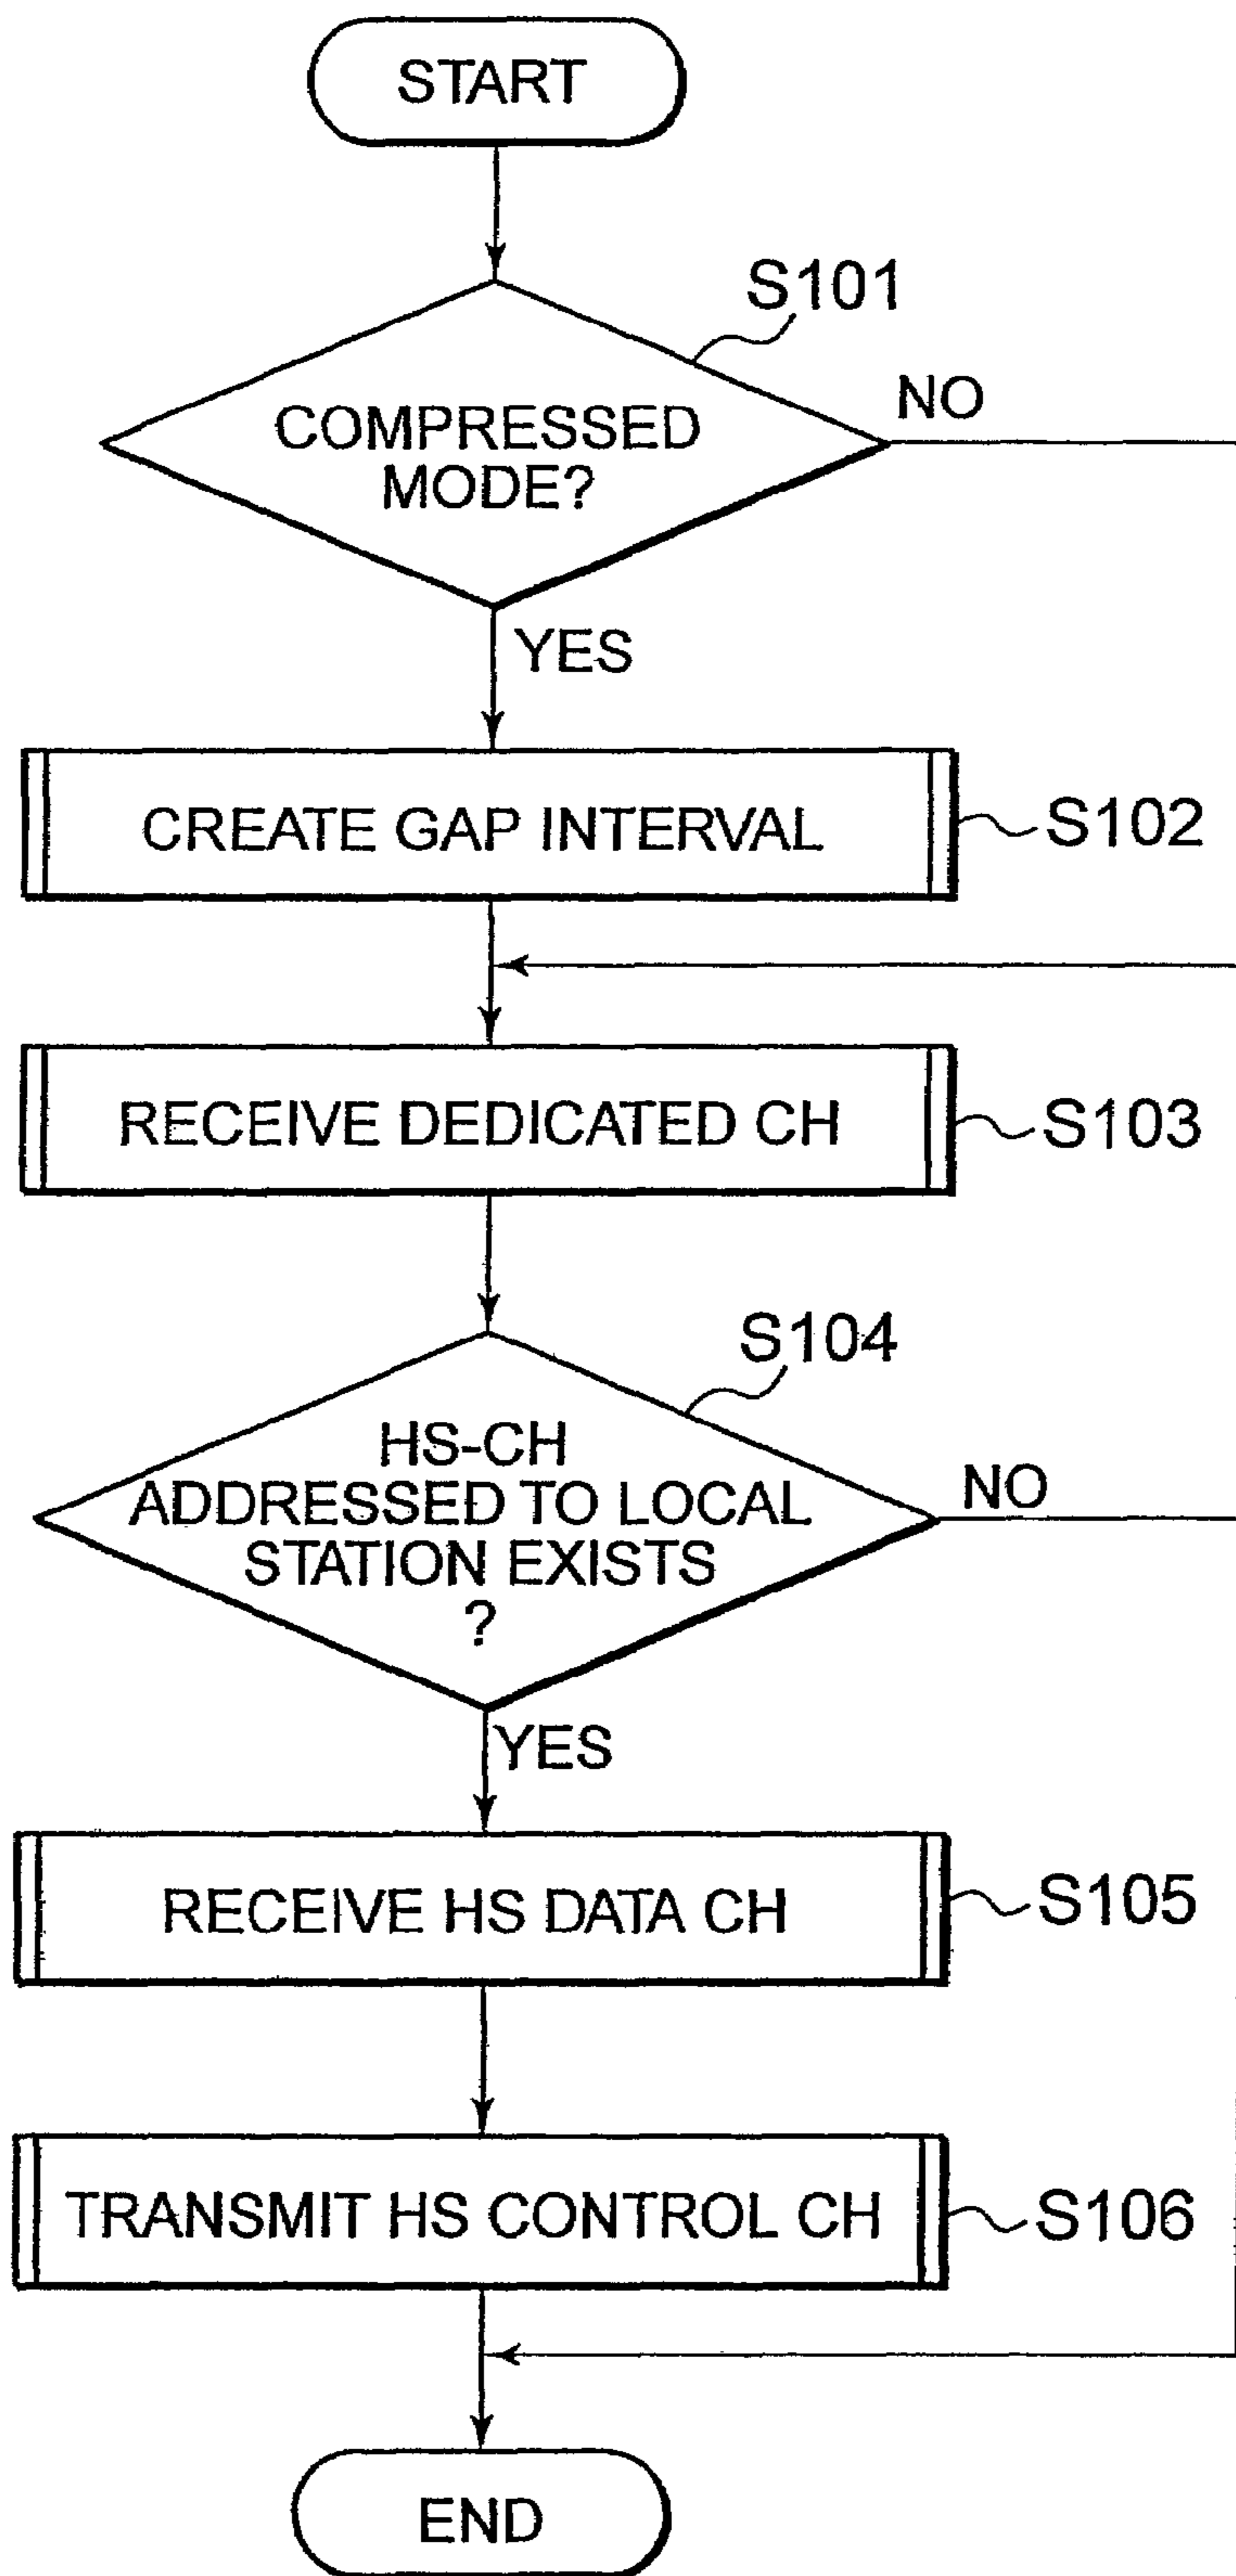 START
S101
NO
COMPRESSED
MODE?
YES
CREATE GAP INTERVAL
S102
RECEIVE DEDICATED CH
S103
S104
HS-CH
ADDRESSED TO LOCAL
STATION EXISTS
?
NO
YES
RECEIVE HS DATA CH
S105
TRANSMIT HS CONTROL CH
S106
END